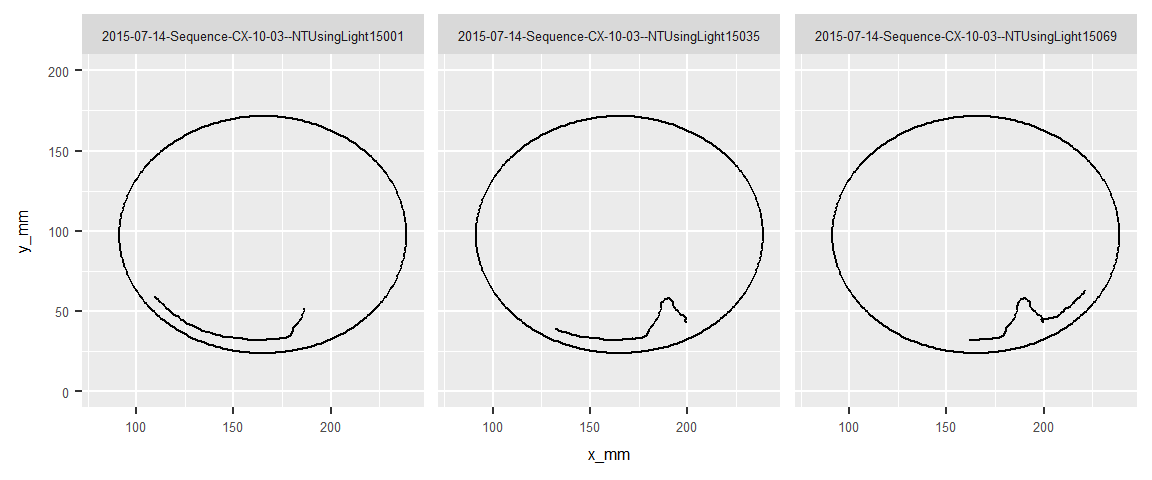 2015-07-14-Sequence-CX-10-03--NTUsingLight15001
2015-07-14-Sequence-CX-10-03--NTUsingLight15035
2015-07-14-Sequence-CX-10-03--NTUsingLight15069
200
150
100
50
0
y_mm
100 150 200
100 150 200
100 150 200
x_mm